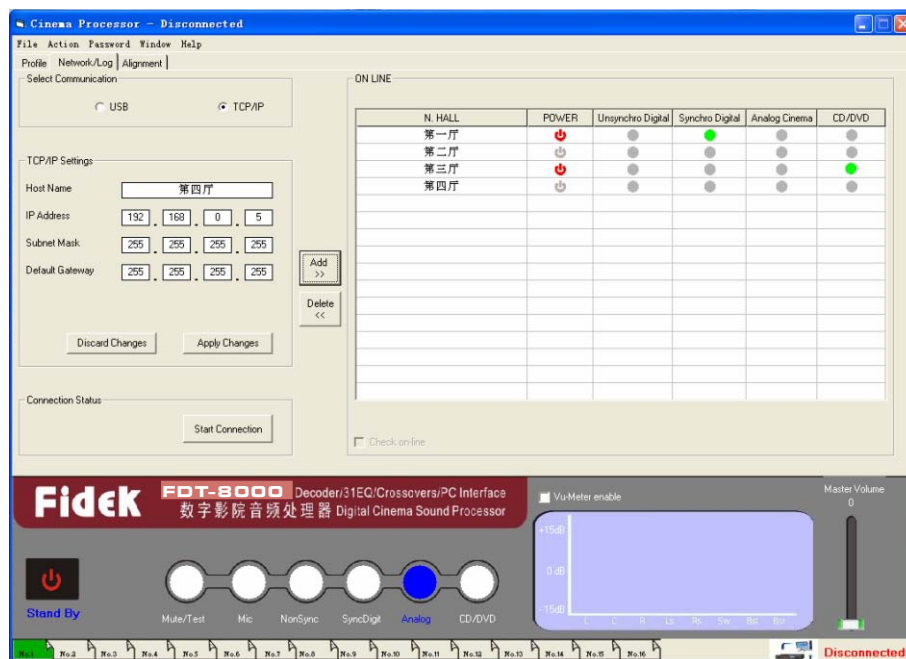 Cinema Processor - Disconnected
File Action Password Window Help
Profile Network/Log Alignment
Select Communication
USB TCP/IP
TCP/IP Settings
Host Name 第四厅
IP Address 192 . 168 . 0 . 5
Subnet Mask 255 . 255 . 255 . 255
Default Gateway 255 . 255 . 255 . 255
Discard Changes Apply Changes
Connection Status
Start Connection
Add
>>
Delete
<<
ON LINE
N. HALL POWER Unsynchro Digital Synchro Digital Analog Cinema CD/DVD
第一厅
第二厅
第三厅
第四厅
Check on-line
Fidek FDT-8000 Decoder/31EQ/Crossovers/PC Interface
数字影院音频处理器 Digital Cinema Sound Processor
Stand By
Mute/Test Mic NonSync SyncDigit Analog CD/DVD
Vu-Meter enable
+15dB
0 dB
-15dB
L C R Ls Rs Sw Bsl Bsr
Master Volume
0
No.1 No.2 No.3 No.4 No.5 No.6 No.7 No.8 No.9 No.10 No.11 No.12 No.13 No.14 No.15 No.16
Disconnected